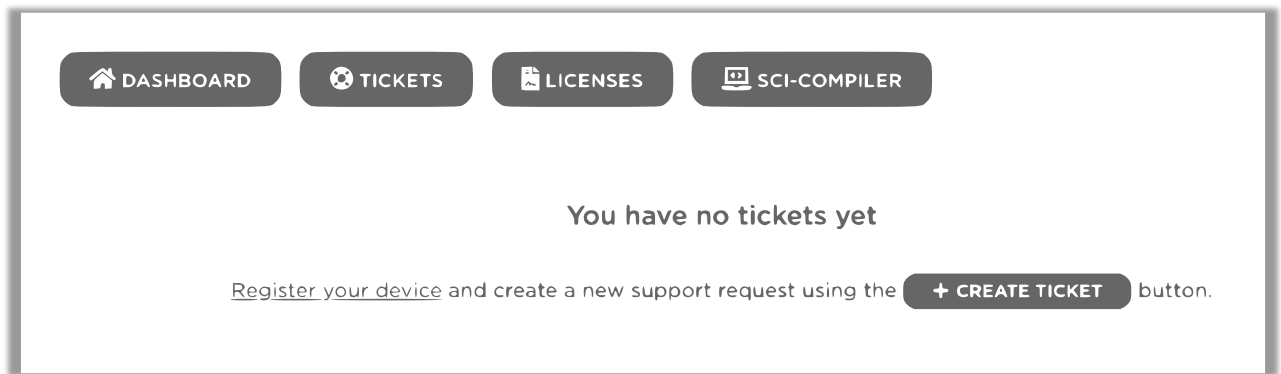 DASHBOARD TICKETS LICENSES SCI-COMPILER
You have no tickets yet
Register your device and create a new support request using the + CREATE TICKET button.